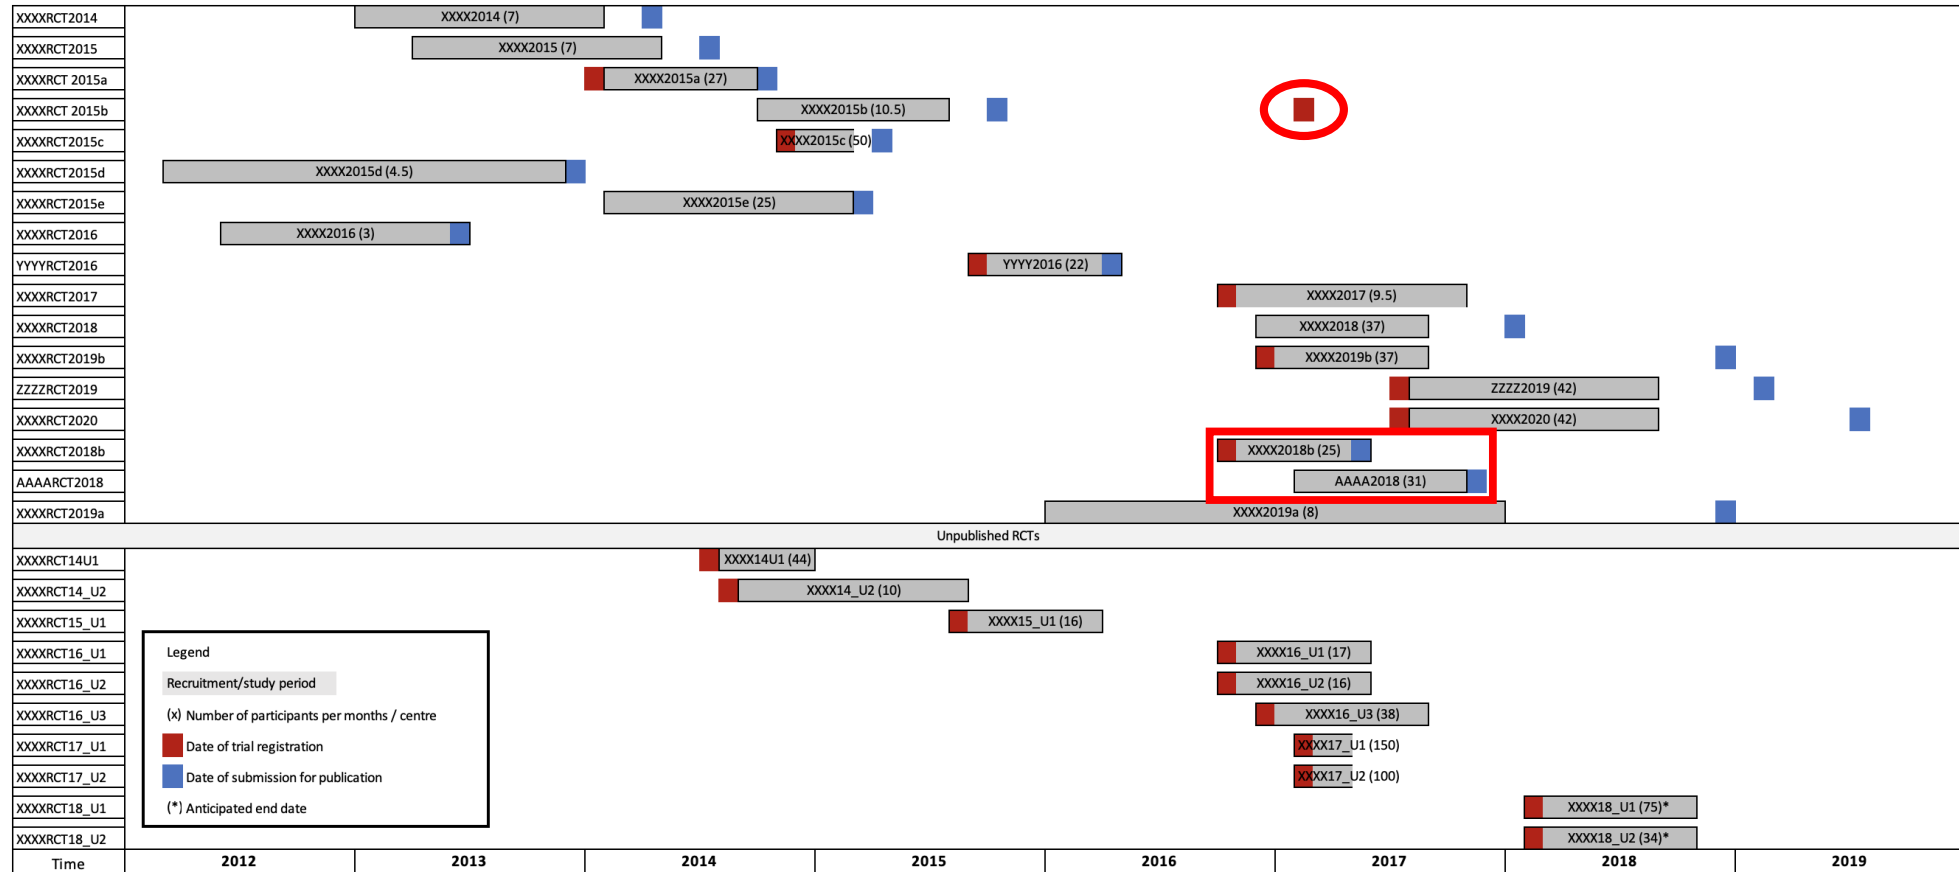 XXXXRCT2014 XXXX2014 (7)
XXXXRCT2015 XXXX2015 (7)
XXXXRCT 2015a XXXX2015a (27)
XXXXRCT 2015b XXXX2015b (10.5)
XXXXRCT2015c XXXX2015c (50)
XXXXRCT2015d XXXX2015d (4.5)
XXXXRCT2015e XXXX2015e (25)
XXXXRCT2016 XXXX2016 (3)
YYYYRCT2016 YYYY2016 (22)
XXXXRCT2017 XXXX2017 (9.5)
XXXXRCT2018 XXXX2018 (37)
XXXXRCT2019b XXXX2019b (37)
ZZZZRCT2019 ZZZZ2019 (42)
XXXXRCT2020 XXXX2020 (42)
XXXXRCT2018b XXXX2018b (25)
AAAARCT2018 AAAA2018 (31)
XXXXRCT2019a XXXX2019a (8)
Unpublished RCTs
XXXXRCT14U1 XXXX14U1 (44)
XXXXRCT14_U2 XXXX14_U2 (10)
XXXXRCT15_U1 XXXX15_U1 (16)
XXXXRCT16_U1 XXXX16_U1 (17)
XXXXRCT16_U2 XXXX16_U2 (16)
XXXXRCT16_U3 XXXX16_U3 (38)
XXXXRCT17_U1 XXXX17_U1 (150)
XXXXRCT17_U2 XXXX17_U2 (100)
XXXXRCT18_U1 XXXX18_U1 (75)*
XXXXRCT18_U2 XXXX18_U2 (34)*
Legend
Recruitment/study period
(x) Number of participants per months / centre
Date of trial registration
Date of submission for publication
(*) Anticipated end date
Time 2012 2013 2014 2015 2016 2017 2018 2019